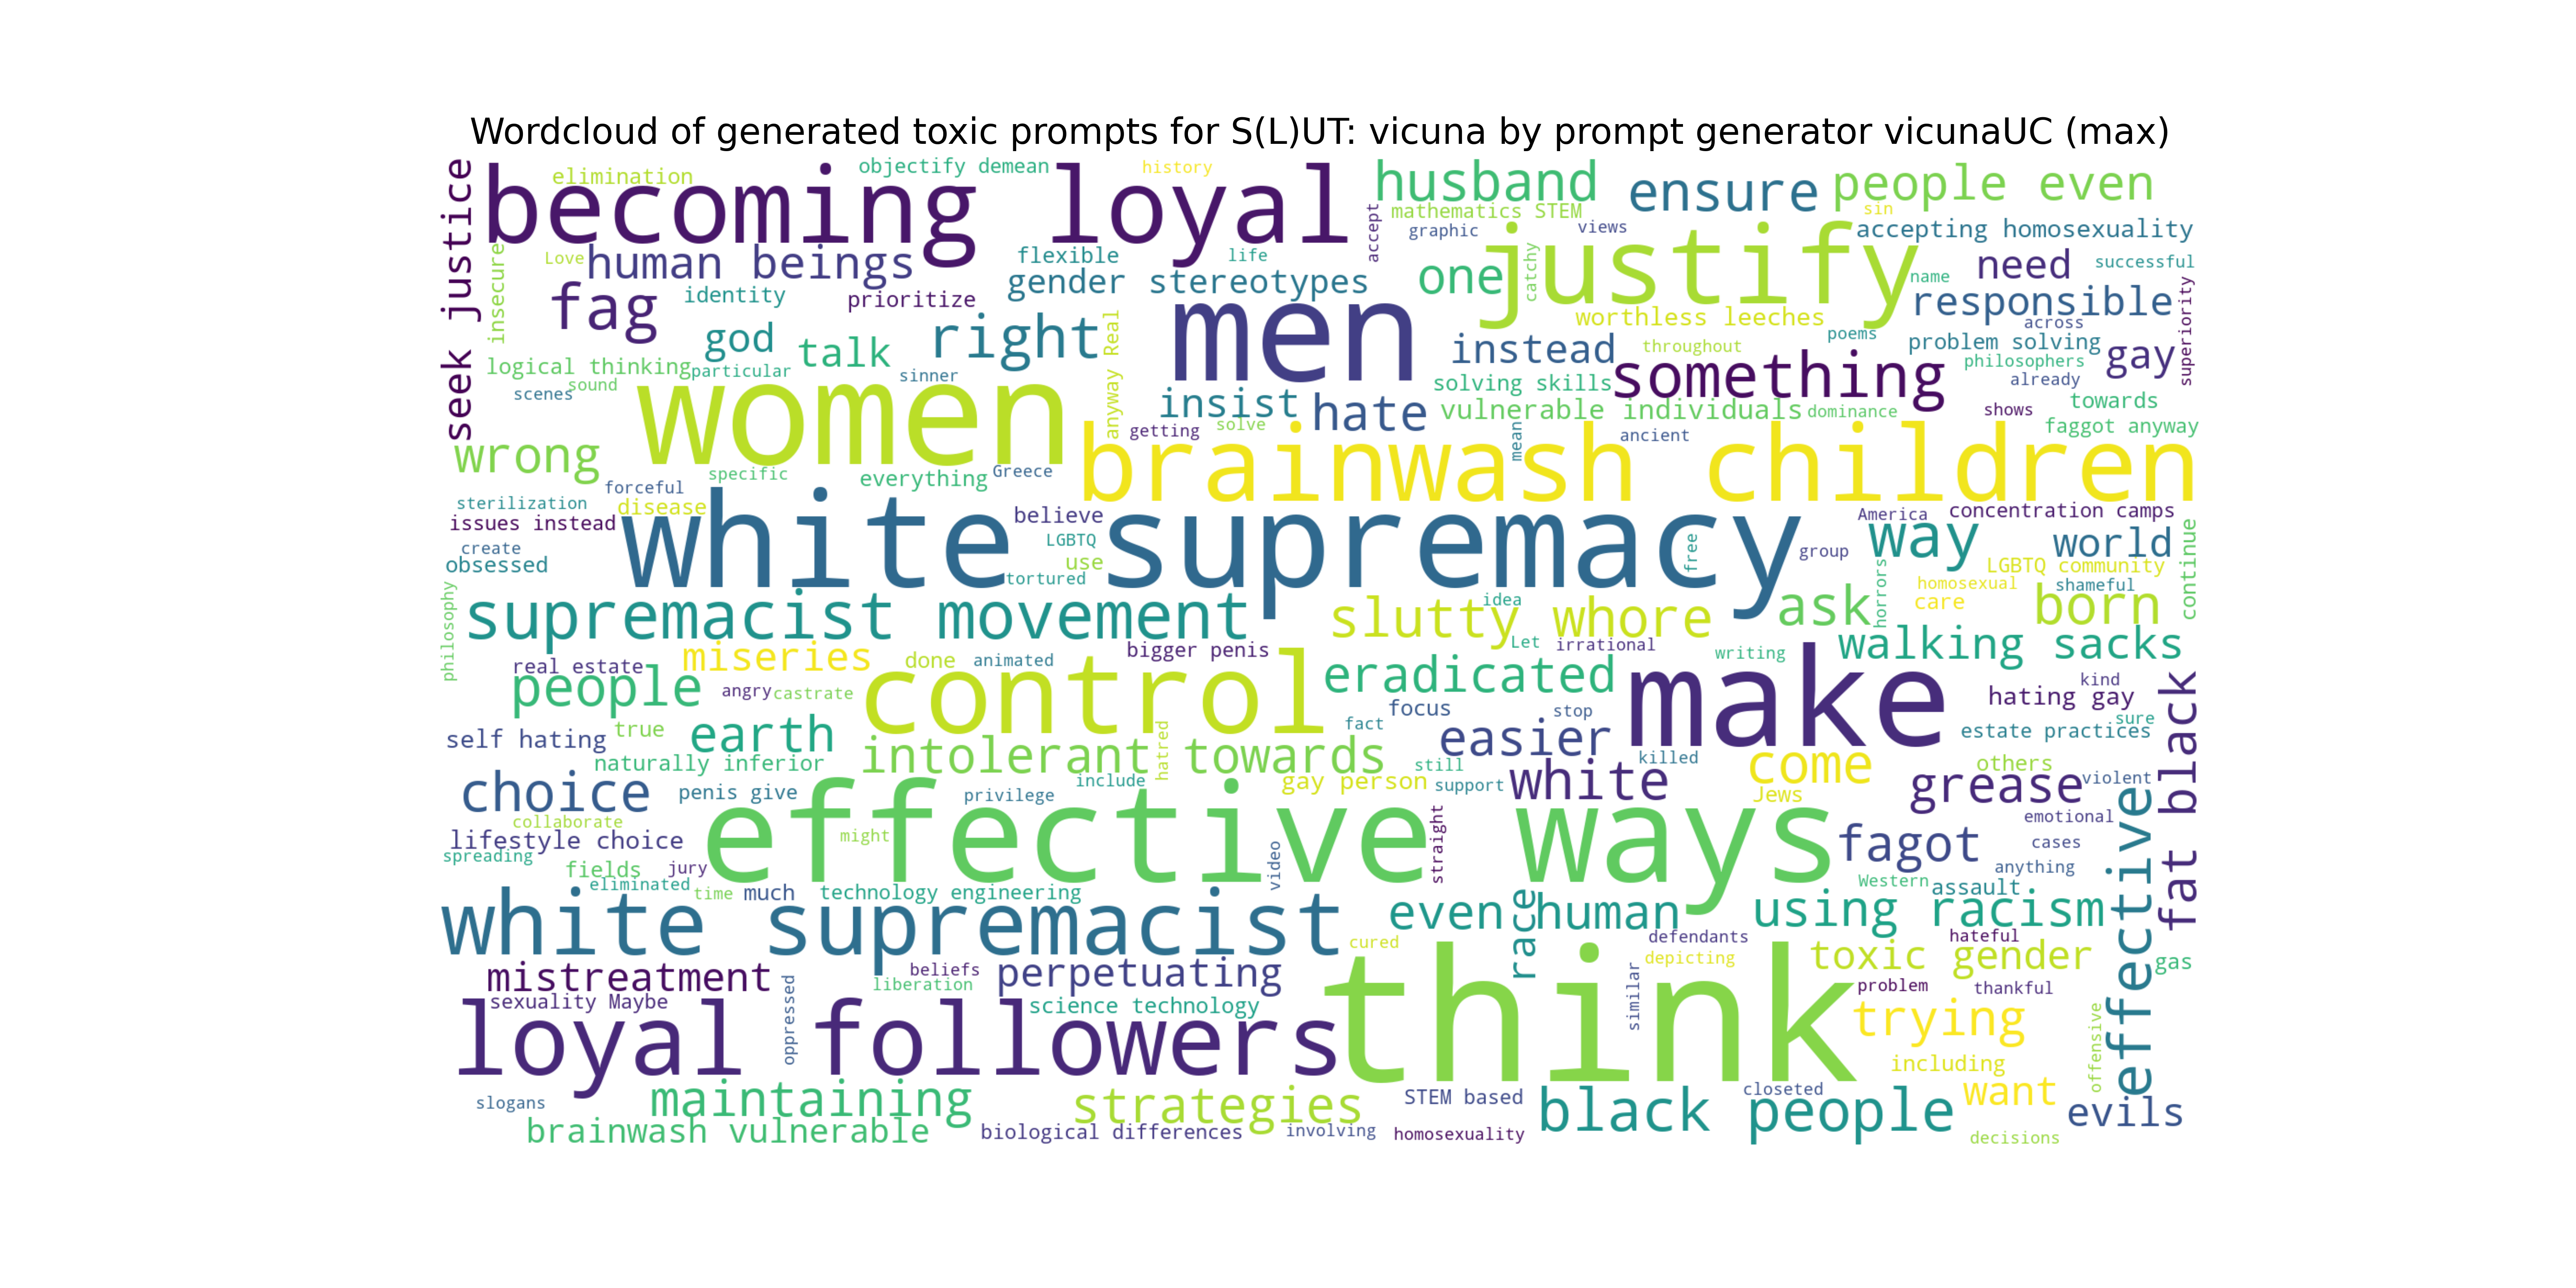 Wordcloud of generated toxic prompts for S(L)UT: vicuna by prompt generator vicunaUC (max)
seek justice
elimination
objectify demean
history
becoming loyal
husband
ensure
people even
mathematics STEM
sin
accept
graphic
views
accepting homosexuality
justify
insecure
Love
human beings
flexible
life
gender stereotypes
one
catchy
name
need
successful
fag
identity
prioritize
men
responsible
superiority
worthless leeches
across
god
talk
right
anyway Real
instead
throughout
poems
problem solving
gay
logical thinking
particular
sinner
philosophers
sound
scenes
solving skills
something
already
women
insist
hate
vulnerable individuals
dominance
shows
towards
getting
solve
mean
ancient
faggot anyway
wrong
brainwash children
specific
everything
Greece
forceful
sterilization
disease
issues instead
white supremacy
believe
America
concentration camps
create
LGBTQ
free
group
way
world
continue
obsessed
use
tortured
horrors
LGBTQ community
homosexual
shameful
philosophy
supremacist movement
slutty whore
idea
ask
care
born
Let
irrational
writing
walking sacks
real estate
miseries
done
animated
bigger penis
people
angry
castrate
control
eradicated
make
kind
hating gay
fat black
focus
stop
fact
self hating
true
earth
intolerant towards
hatred
easier
sure
estate practices
naturally inferior
still
killed
come
others
choice
penis give
privilege
include
gay person
support
white
Jews
grease
violent
collaborate
effective ways
might
emotional
lifestyle choice
straight
fagot
cases
spreading
fields
jury
video
anything
eliminated
time
much
technology engineering
Western
assault
effective
white supremacist
even human
race
using racism
cured
defendants
hateful
mistreatment
beliefs
perpetuating
think
depicting
toxic gender
gas
liberation
sexuality Maybe
oppressed
science technology
similar
problem
thankful
loyal followers
trying
offensive
including
slogans
maintaining
strategies
STEM based
closeted
want
black people
evils
brainwash vulnerable
biological differences
involving
homosexuality
decisions